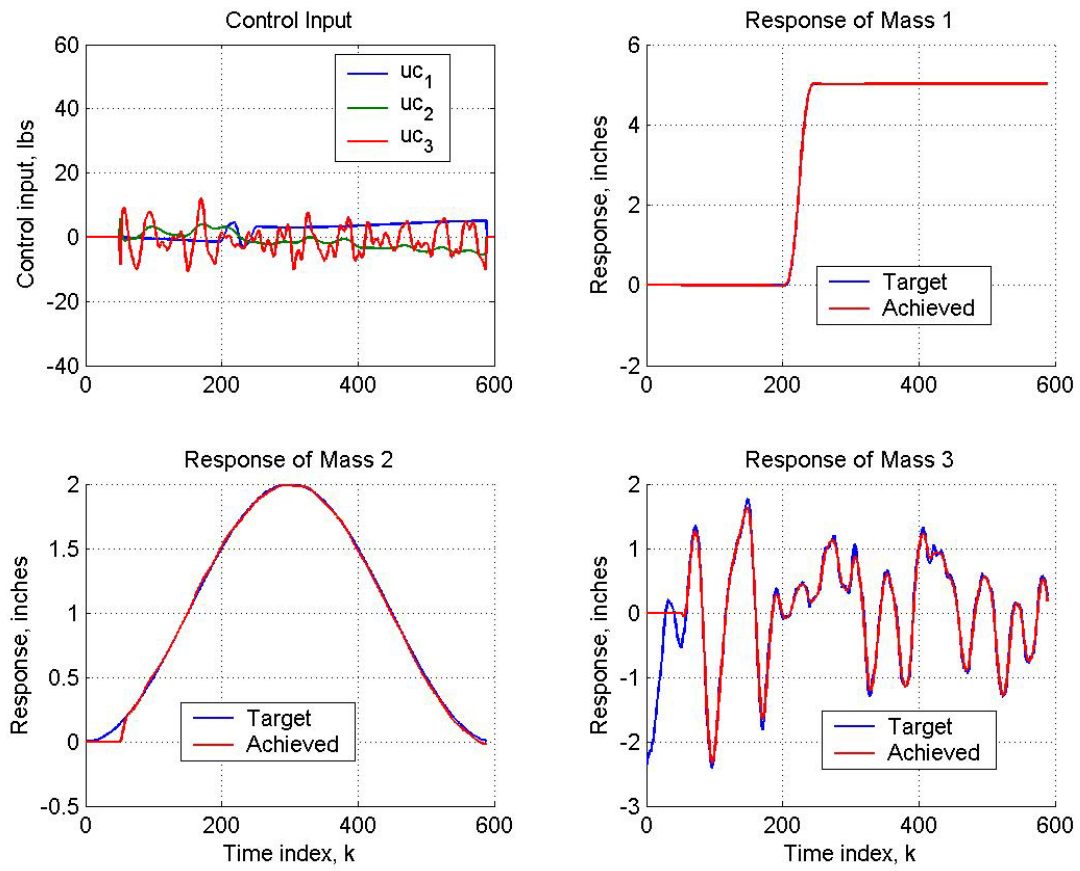 Control Input
60
40
20
0
-20
-40
0
200
400
600
Control input, lbs
uc1
uc2
uc3
Response of Mass 1
6
4
2
0
-2
0
200
400
600
Response, inches
Target
Achieved
Response of Mass 2
2
1.5
1
0.5
0
-0.5
0
200
400
600
Response, inches
Time index, k
Target
Achieved
Response of Mass 3
2
1
0
-1
-2
-3
0
200
400
600
Response, inches
Time index, k
Target
Achieved